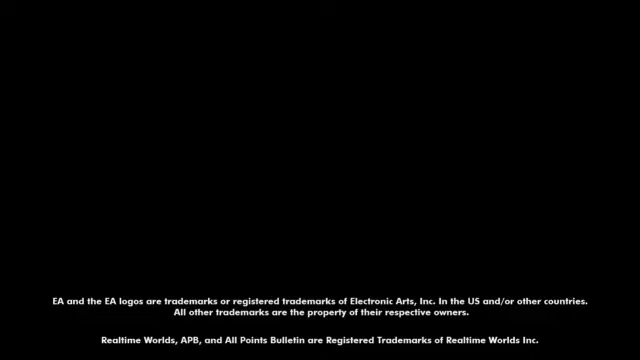 EA and the EA logos are trademarks or registered trademarks of Electronic Arts, Inc. In the US and/or other countries.
All other trademarks are the property of their respective owners.
Realtime Worlds, APB, and All Points Bulletin are Registered Trademarks of Realtime Worlds Inc.